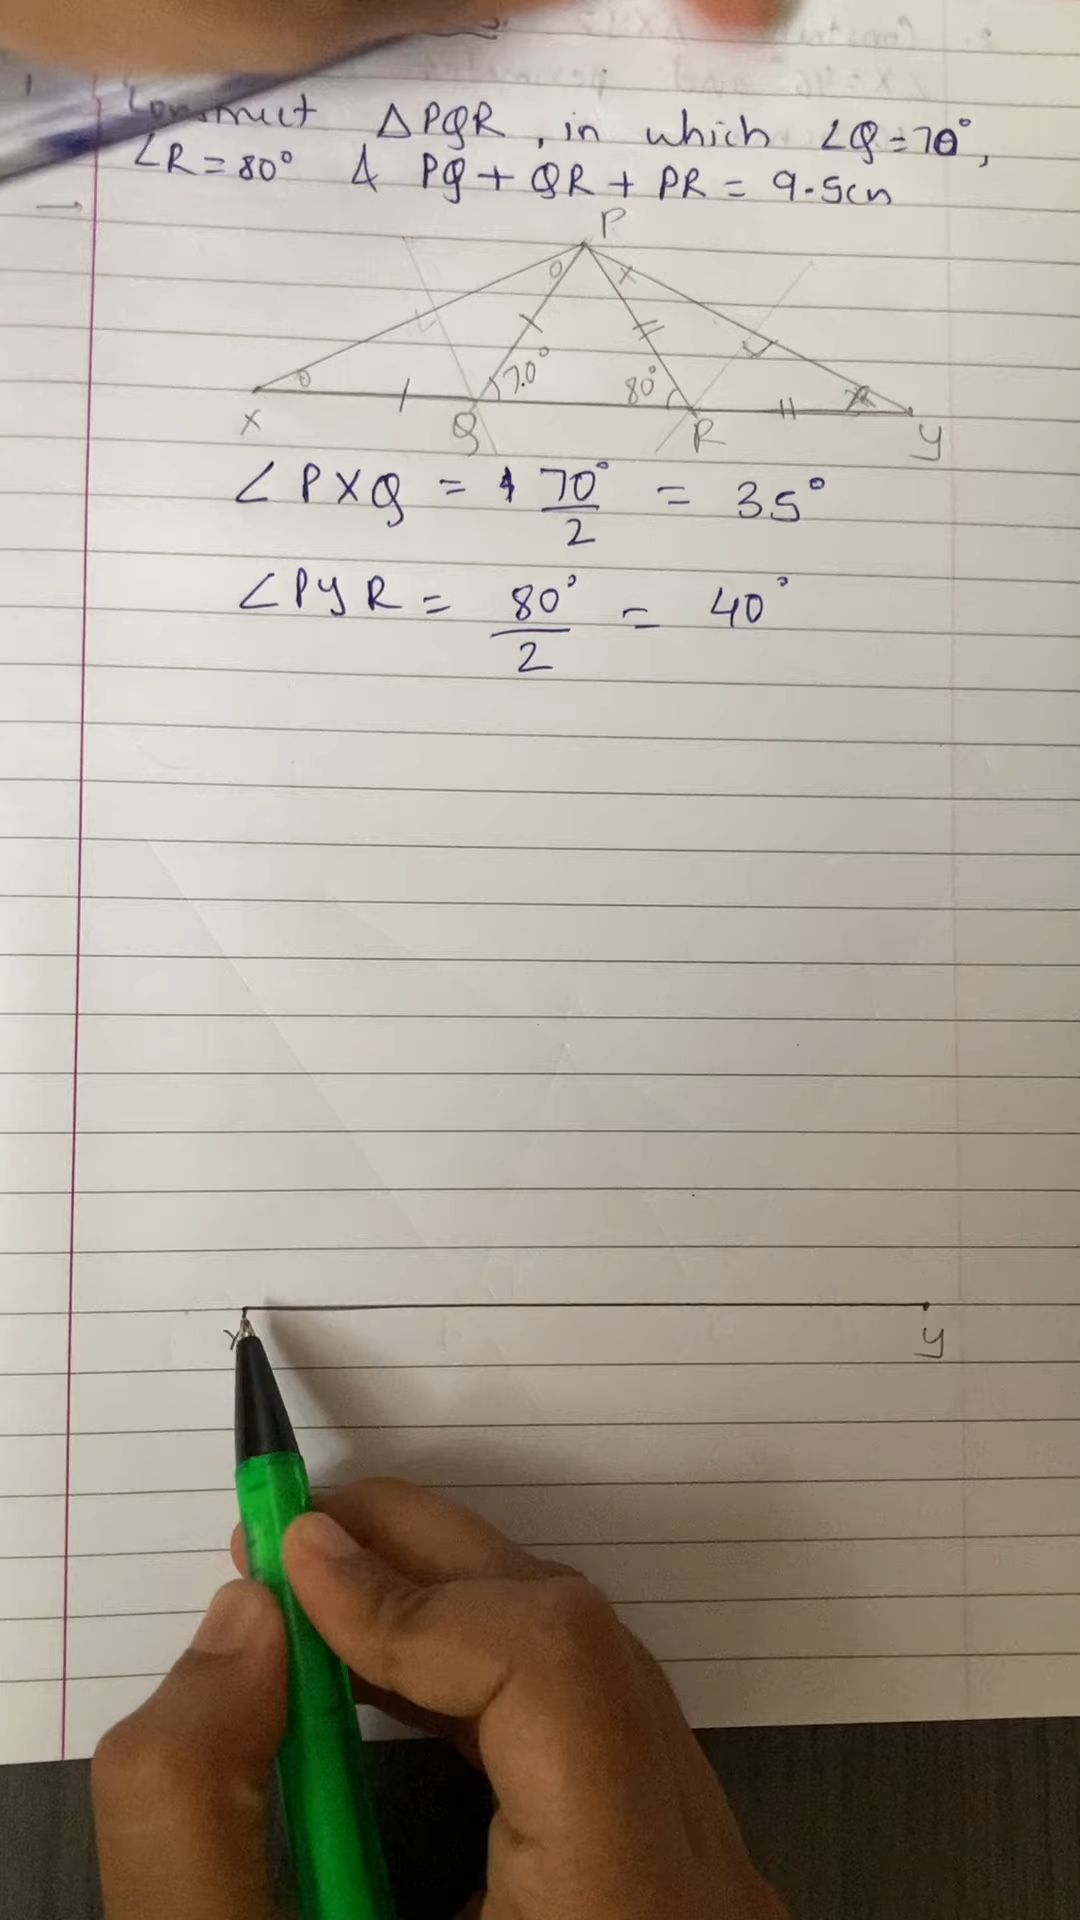 Construct △PQR, in which ∠Q=70°,
∠R=80° & PQ+QR+PR=9.5cm
P
70° 80°
X Q R Y
∠PXQ = 70°/2 = 35°
∠PYR = 80°/2 = 40°
X Y